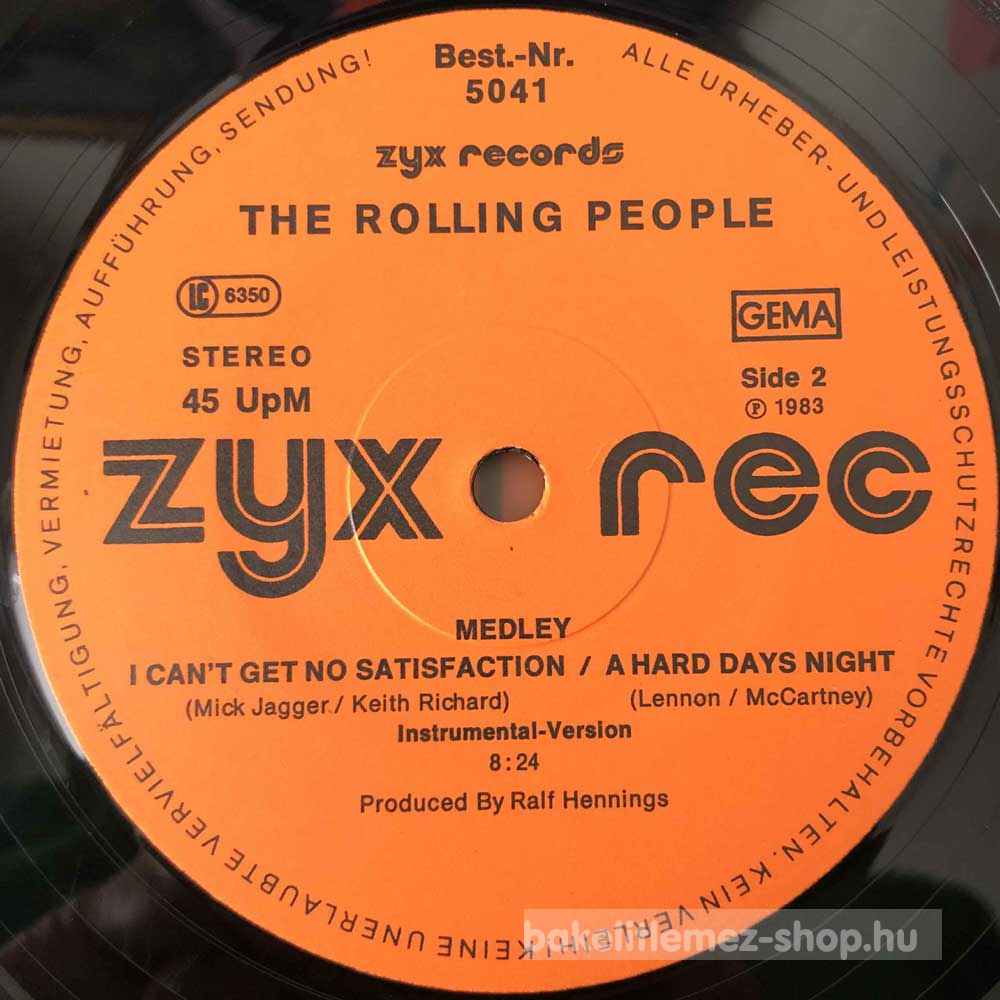 Best.-Nr.
5041
zyx records
THE ROLLING PEOPLE
LC 6350
GEMA
STEREO
45 UpM
Side 2
Ⓟ 1983
zyx rec
MEDLEY
I CAN'T GET NO SATISFACTION / A HARD DAYS NIGHT
(Mick Jagger / Keith Richard) (Lennon / McCartney)
Instrumental-Version
8:24
Produced By Ralf Hennings
ALLE URHEBER- UND LEISTUNGSSCHUTZRECHTE VORBEHALTEN. KEIN VERLEIH! KEINE UNERLAUBTE VERVIELFÄLTIGUNG, VERMIETUNG, AUFFÜHRUNG, SENDUNG!
bakelitlemez-shop.hu